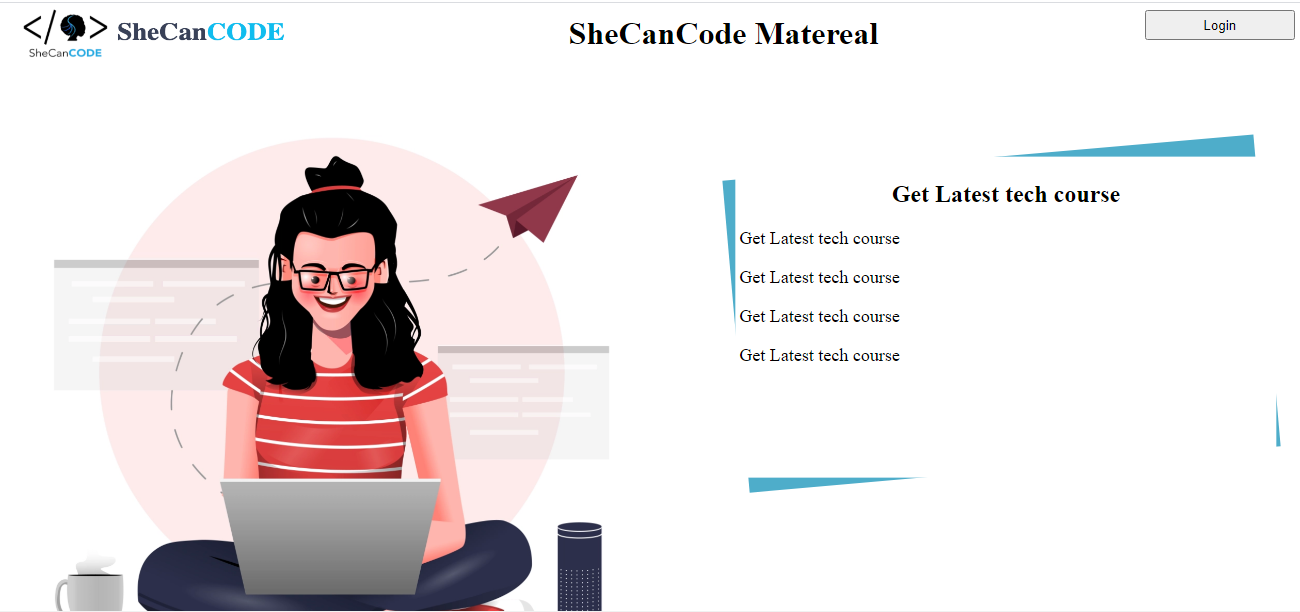 </> SheCanCODE
SheCanCODE
SheCanCode Matereal
Login
Get Latest tech course
Get Latest tech course
Get Latest tech course
Get Latest tech course
Get Latest tech course